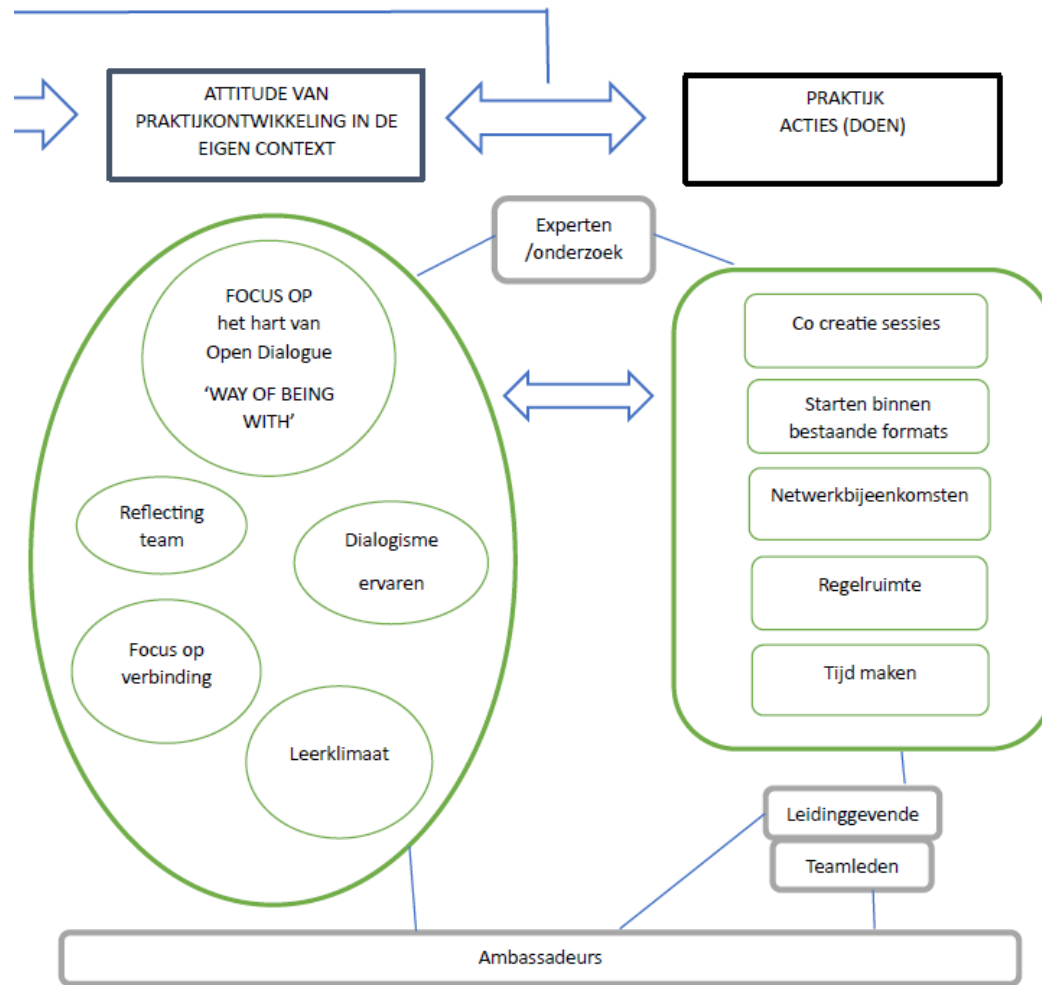 ATTITUDE VAN
PRAKTIJKONTWIKKELING IN DE
EIGEN CONTEXT
PRAKTIJK
ACTIES (DOEN)
Experten
/onderzoek
FOCUS OP
het hart van
Open Dialogue
‘WAY OF BEING
WITH’
Reflecting
team
Dialogisme
ervaren
Focus op
verbinding
Leerklimaat
Co creatie sessies
Starten binnen
bestaande formats
Netwerkbijeenkomsten
Regelruimte
Tijd maken
Leidinggevende
Teamleden
Ambassadeurs